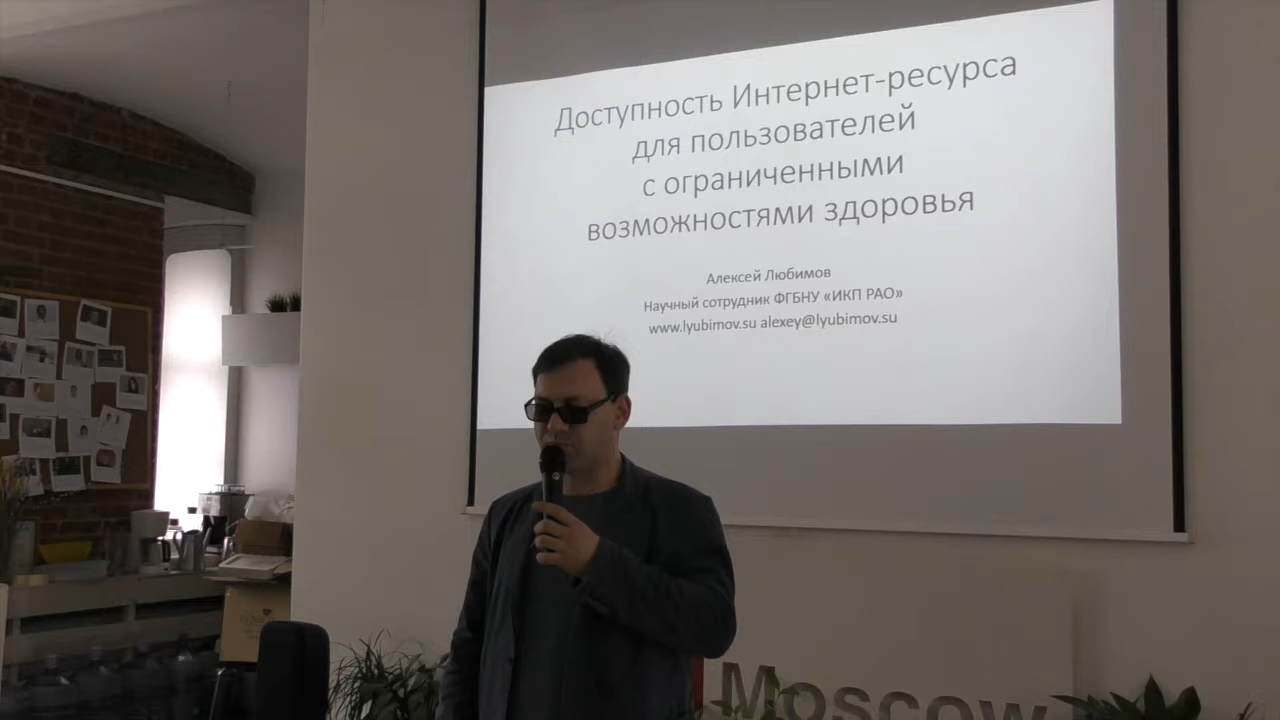 Доступность Интернет-ресурса
для пользователей
с ограниченными
возможностями здоровья
Алексей Любимов
Научный сотрудник ФГБНУ «ИКП РАО»
www.lyubimov.su alexey@lyubimov.su
Moscow